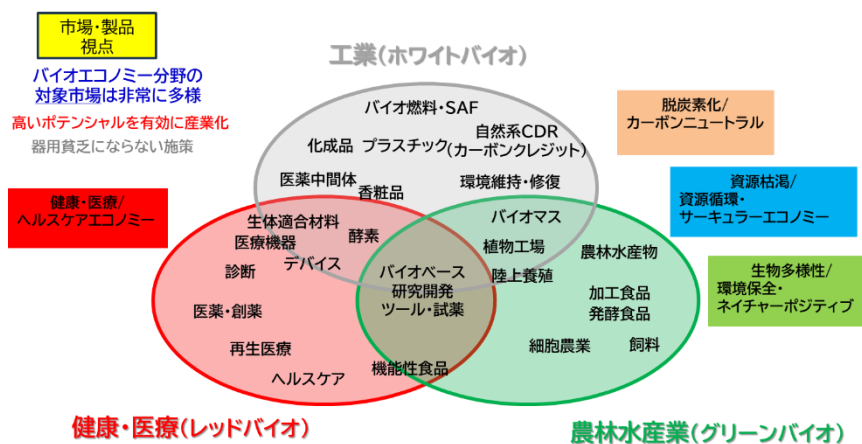 市場・製品
視点
バイオエコノミー分野の
対象市場は非常に多様
高いポテンシャルを有効に産業化
器用貧乏にならない施策
工業(ホワイトバイオ)
バイオ燃料・SAF
化成品
プラスチック
自然系CDR
(カーボンクレジット)
医薬中間体
香粧品
環境維持・修復
脱炭素化/
カーボンニュートラル
資源枯渇/
資源循環・
サーキュラーエコノミー
生物多様性/
環境保全・
ネイチャーポジティブ
健康・医療/
ヘルスケアエコノミー
生体適合材料
医療機器
酵素
デバイス
診断
医薬・創薬
再生医療
ヘルスケア
バイオマス
植物工場
陸上養殖
バイオベース
研究開発
ツール・試薬
機能性食品
農林水産物
加工食品
発酵食品
細胞農業
飼料
健康・医療(レッドバイオ)
農林水産業(グリーンバイオ)